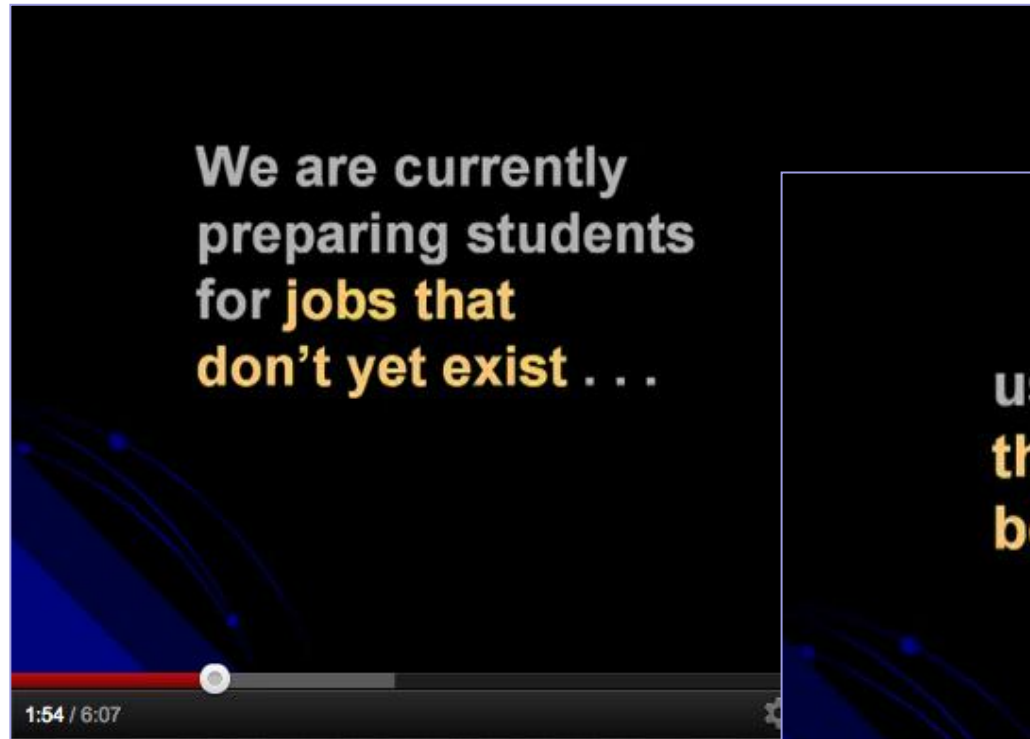 We are currently
preparing students
for jobs that
don't yet exist . . .
1:54 / 6:07